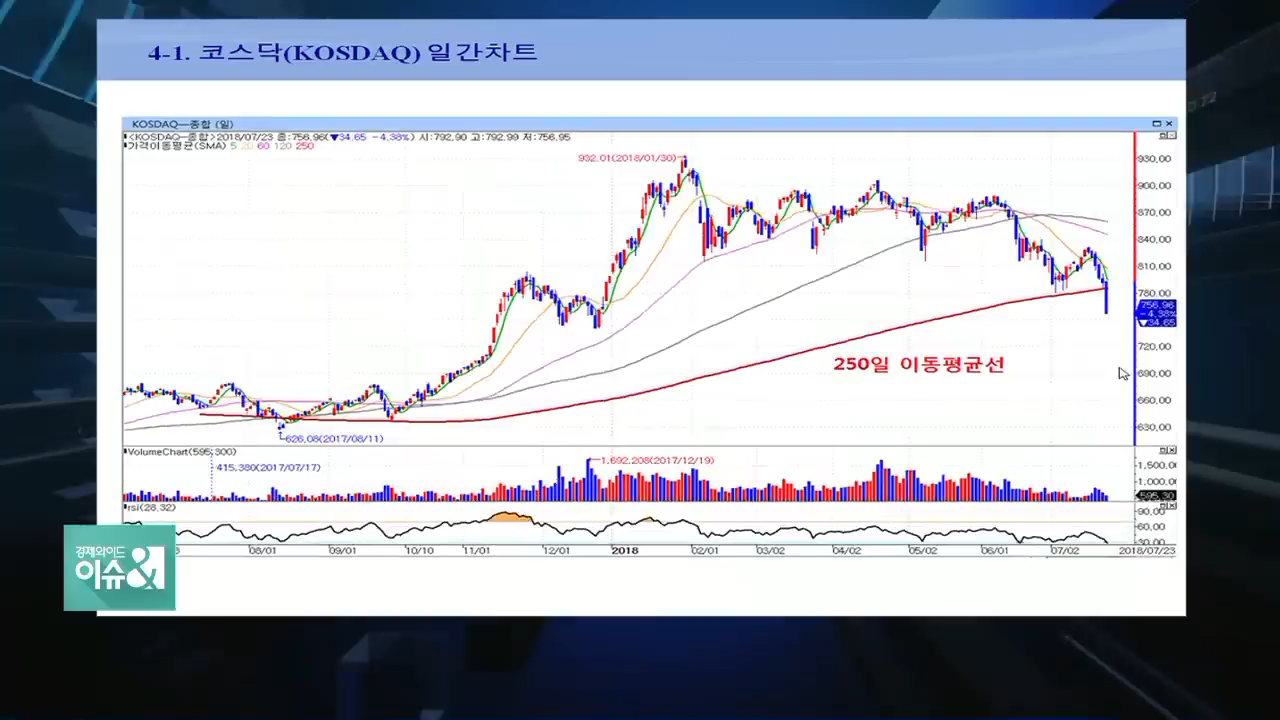 4-1. 코스닥(KOSDAQ) 일간차트
KOSDAQ—종합 (일)
<KOSDAQ—종합>2018/07/23 종:756,96(▼34,65 -4,38%) 시:792,90 고:792,99 저:756,95
가격이동평균(SMA) 5 20 60 120 250
932,01(2018/01/30)
930,00
900,00
870,00
840,00
810,00
780,00
756,96
-4,38%
▼34,65
720,00
250일 이동평균선
690,00
660,00
630,00
626,08(2017/08/11)
VolumeChart(595,300)
415,380(2017/07/17)
1,692,208(2017/12/19)
1,500,00
1,000,00
595,30
rsi(28,32)
90,00
60,00
30,00
08/01 09/01 10/10 11/01 12/01 2018 02/01 03/02 04/02 05/02 06/01 07/02 2018/07/23
경제와이드
이슈&